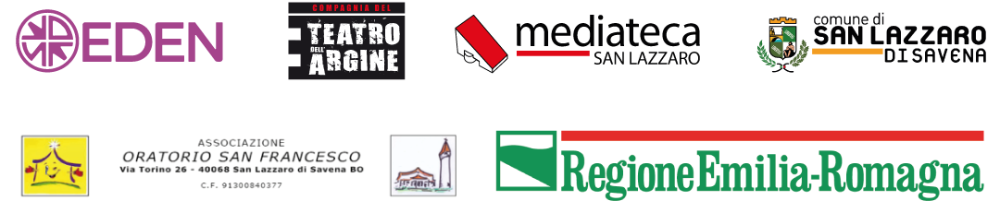 EDEN
COMPAGNIA DEL
TEATRO
DELL'
ARGINE
mediateca
SAN LAZZARO
comune di
SAN LAZZARO
DI SAVENA
ASSOCIAZIONE
ORATORIO SAN FRANCESCO
Via Torino 26 - 40068 San Lazzaro di Savena BO
C.F. 91300840377
RegioneEmilia-Romagna